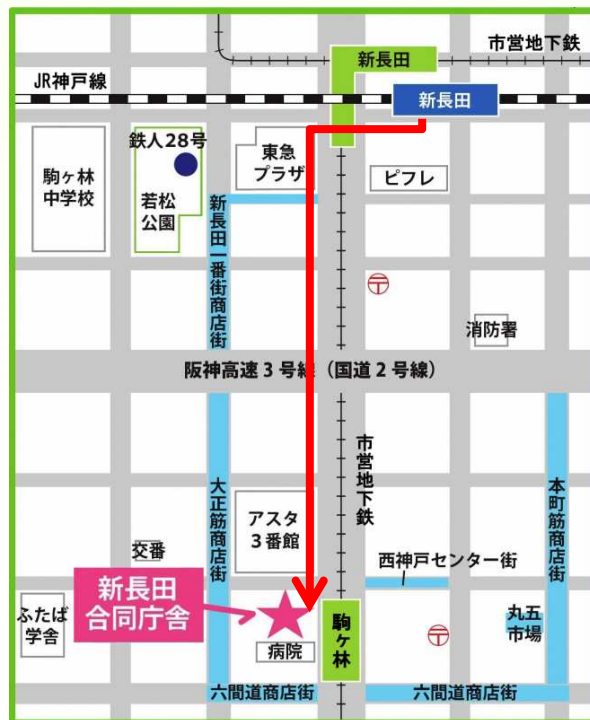 市営地下鉄
新長田
JR神戸線
新長田
鉄人28号
東急
プラザ
駒ヶ林
中学校
若松
公園
ピフレ
新長田一番街商店街
〒
消防署
阪神高速3号線（国道2号線）
市営地下鉄
大正筋商店街
本町筋商店街
アスタ
3番館
交番
西神戸センター街
新長田
合同庁舎
ふたば
学舎
駒ヶ林
丸五
市場
〒
病院
六間道商店街
六間道商店街